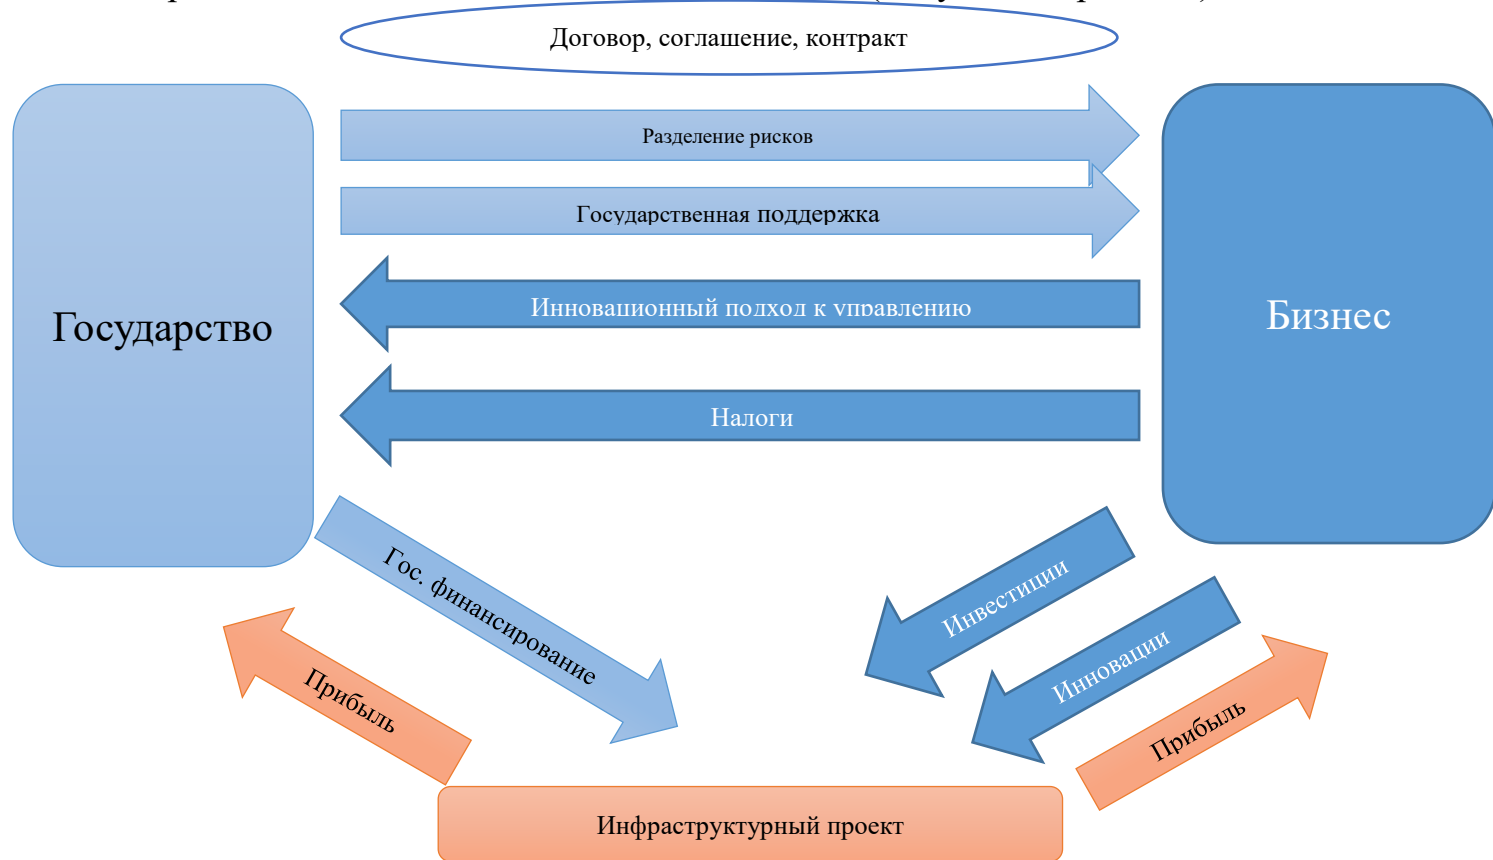 Договор, соглашение, контракт
Разделение рисков
Государственная поддержка
Инновационный подход к управлению
Государство
Бизнес
Налоги
Гос. финансирование
Инвестиции
Инновации
Прибыль
Прибыль
Инфраструктурный проект